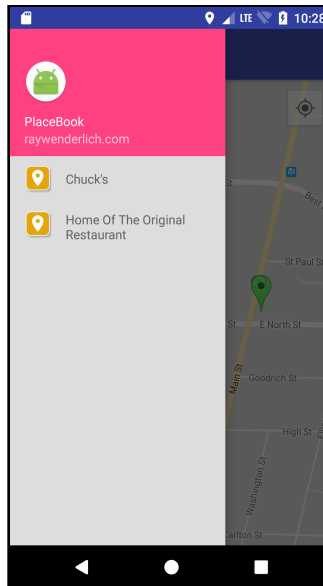 LTE 10:28
PlaceBook
raywenderlich.com
Chuck's
Home Of The Original
Restaurant
St
Best
St Paul S
St
E North St
Main St
Goodrich St
High St
Washington St
Carlton St